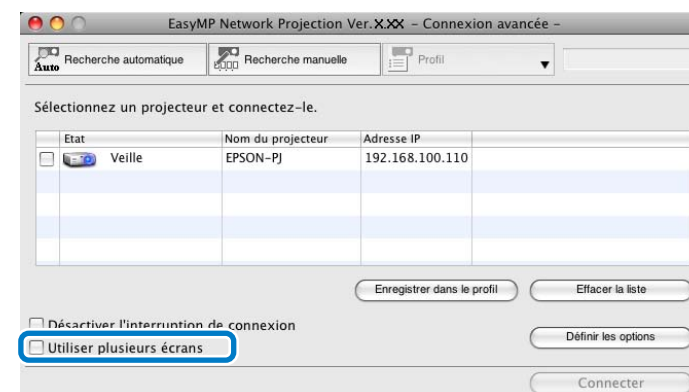 EasyMP Network Projection Ver.X.XX – Connexion avancée –
Auto Recherche automatique Recherche manuelle Profil
Sélectionnez un projecteur et connectez-le.
Etat Nom du projecteur Adresse IP
Veille EPSON-PJ 192.168.100.110
Enregistrer dans le profil Effacer la liste
Désactiver l'interruption de connexion
Définir les options
Utiliser plusieurs écrans
Connecter